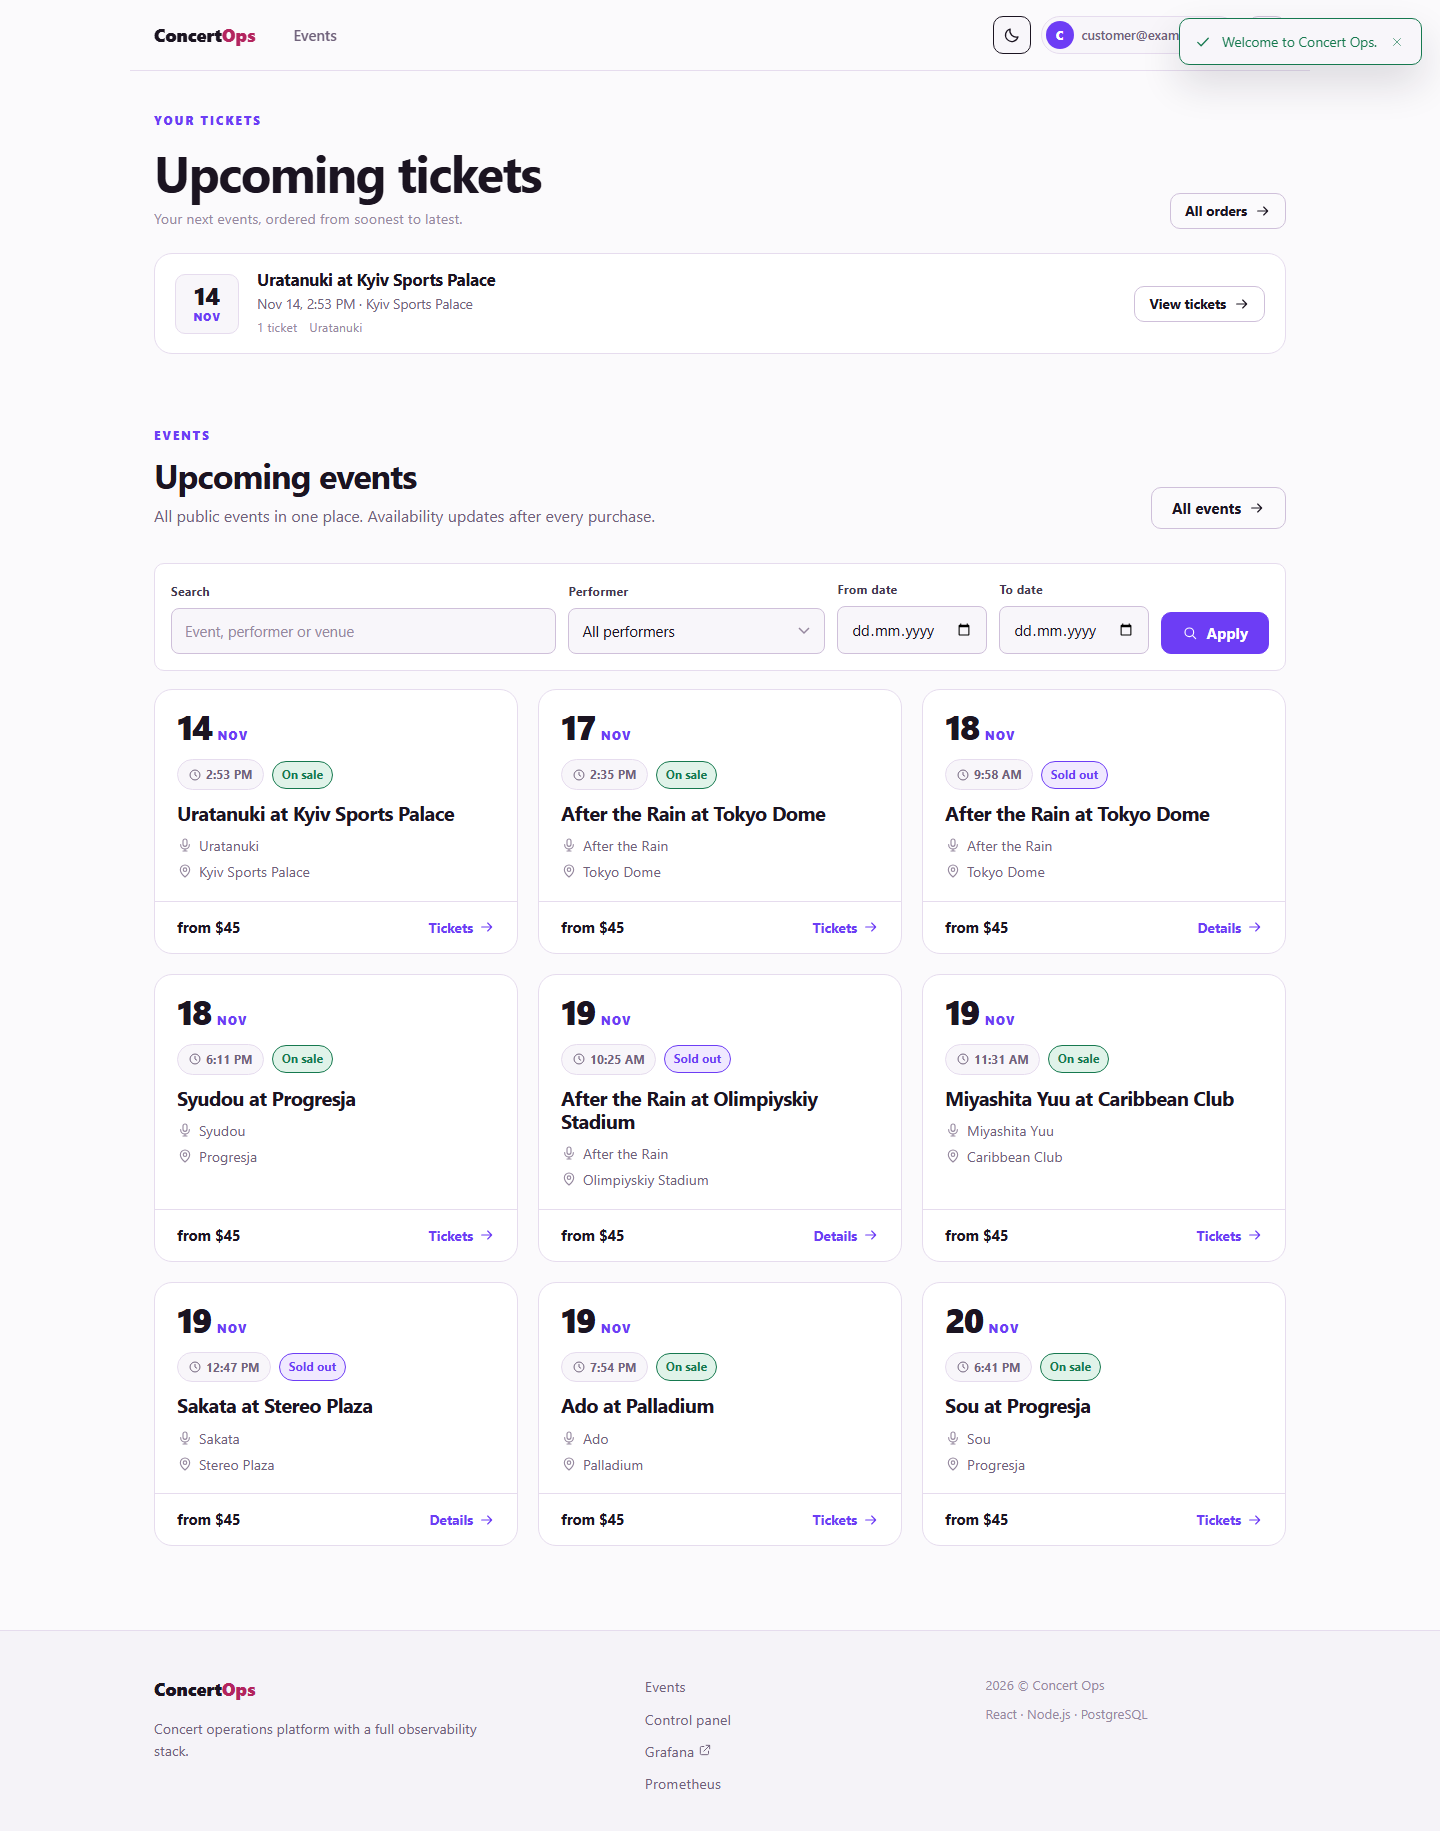 ConcertOps
Events
C customer@exam
Welcome to Concert Ops.
YOUR TICKETS
Upcoming tickets
Your next events, ordered from soonest to latest.
All orders
14
NOV
Uratanuki at Kyiv Sports Palace
Nov 14, 2:53 PM · Kyiv Sports Palace
1 ticket Uratanuki
View tickets
EVENTS
Upcoming events
All public events in one place. Availability updates after every purchase.
All events
Search
Event, performer or venue
Performer
All performers
From date
dd.mm.yyyy
To date
dd.mm.yyyy
Apply
14 NOV
2:53 PM On sale
Uratanuki at Kyiv Sports Palace
Uratanuki
Kyiv Sports Palace
from $45 Tickets
17 NOV
2:35 PM On sale
After the Rain at Tokyo Dome
After the Rain
Tokyo Dome
from $45 Tickets
18 NOV
9:58 AM Sold out
After the Rain at Tokyo Dome
After the Rain
Tokyo Dome
from $45 Details
18 NOV
6:11 PM On sale
Syudou at Progresja
Syudou
Progresja
from $45 Tickets
19 NOV
10:25 AM Sold out
After the Rain at Olimpiyskiy
Stadium
After the Rain
Olimpiyskiy Stadium
from $45 Details
19 NOV
11:31 AM On sale
Miyashita Yuu at Caribbean Club
Miyashita Yuu
Caribbean Club
from $45 Tickets
19 NOV
12:47 PM Sold out
Sakata at Stereo Plaza
Sakata
Stereo Plaza
from $45 Details
19 NOV
7:54 PM On sale
Ado at Palladium
Ado
Palladium
from $45 Tickets
20 NOV
6:41 PM On sale
Sou at Progresja
Sou
Progresja
from $45 Tickets
ConcertOps
Concert operations platform with a full observability
stack.
Events
Control panel
Grafana
Prometheus
2026 © Concert Ops
React · Node.js · PostgreSQL